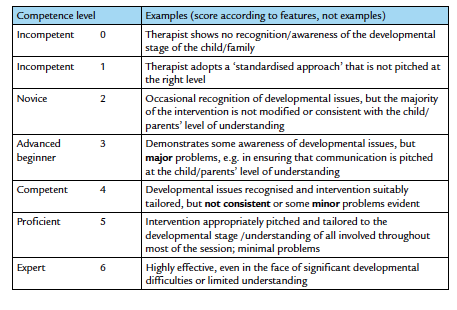 Competence level Examples (score according to features, not examples)
Incompetent 0 Therapist shows no recognition/awareness of the developmental
stage of the child/family
Incompetent 1 Therapist adopts a ‘standardised approach’ that is not pitched at
the right level
Novice 2 Occasional recognition of developmental issues, but the majority
of the intervention is not modified or consistent with the child/
parents’ level of understanding
Advanced 3 Demonstrates some awareness of developmental issues, but
beginner major problems, e.g. in ensuring that communication is pitched
at the child/parents’ level of understanding
Competent 4 Developmental issues recognised and intervention suitably
tailored, but not consistent or some minor problems evident
Proficient 5 Intervention appropriately pitched and tailored to the
developmental stage /understanding of all involved throughout
most of the session; minimal problems
Expert 6 Highly effective, even in the face of significant developmental
difficulties or limited understanding